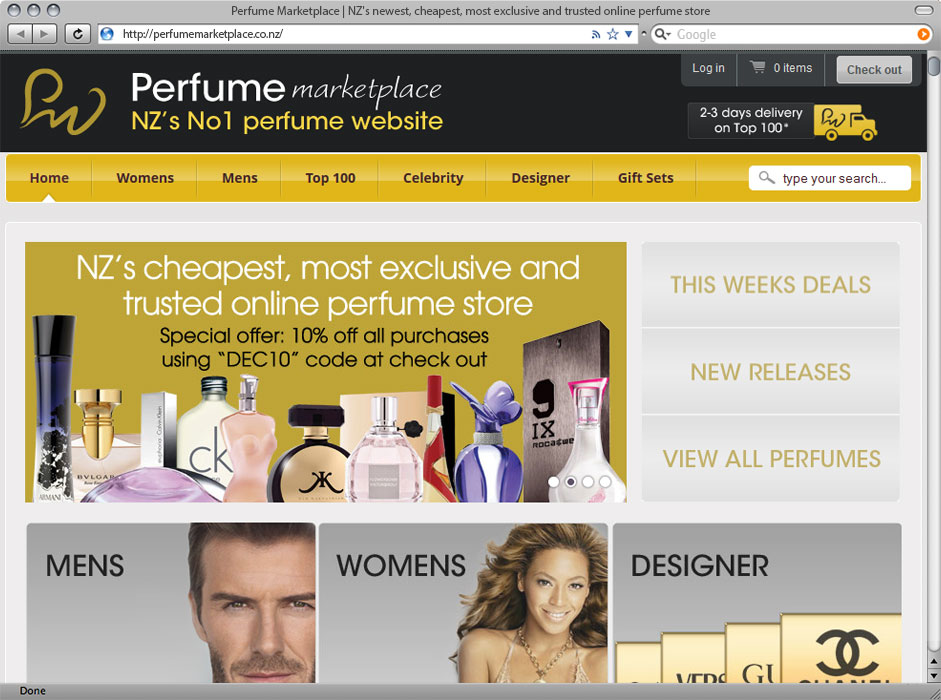 Perfume Marketplace | NZ's newest, cheapest, most exclusive and trusted online perfume store
http://perfumemarketplace.co.nz/
Google
Perfume marketplace
NZ's No1 perfume website
Log in
0 items
Check out
2-3 days delivery
on Top 100*
Home Womens Mens Top 100 Celebrity Designer Gift Sets
type your search...
NZ's cheapest, most exclusive and
trusted online perfume store
Special offer: 10% off all purchases
using "DEC10" code at check out
THIS WEEKS DEALS
NEW RELEASES
VIEW ALL PERFUMES
ARMANI
BVLGARI
Calvin Klein
ck
9
IX
ROCAWEAR
MENS
WOMENS
DESIGNER
VERS
GU
CHANEL
Done